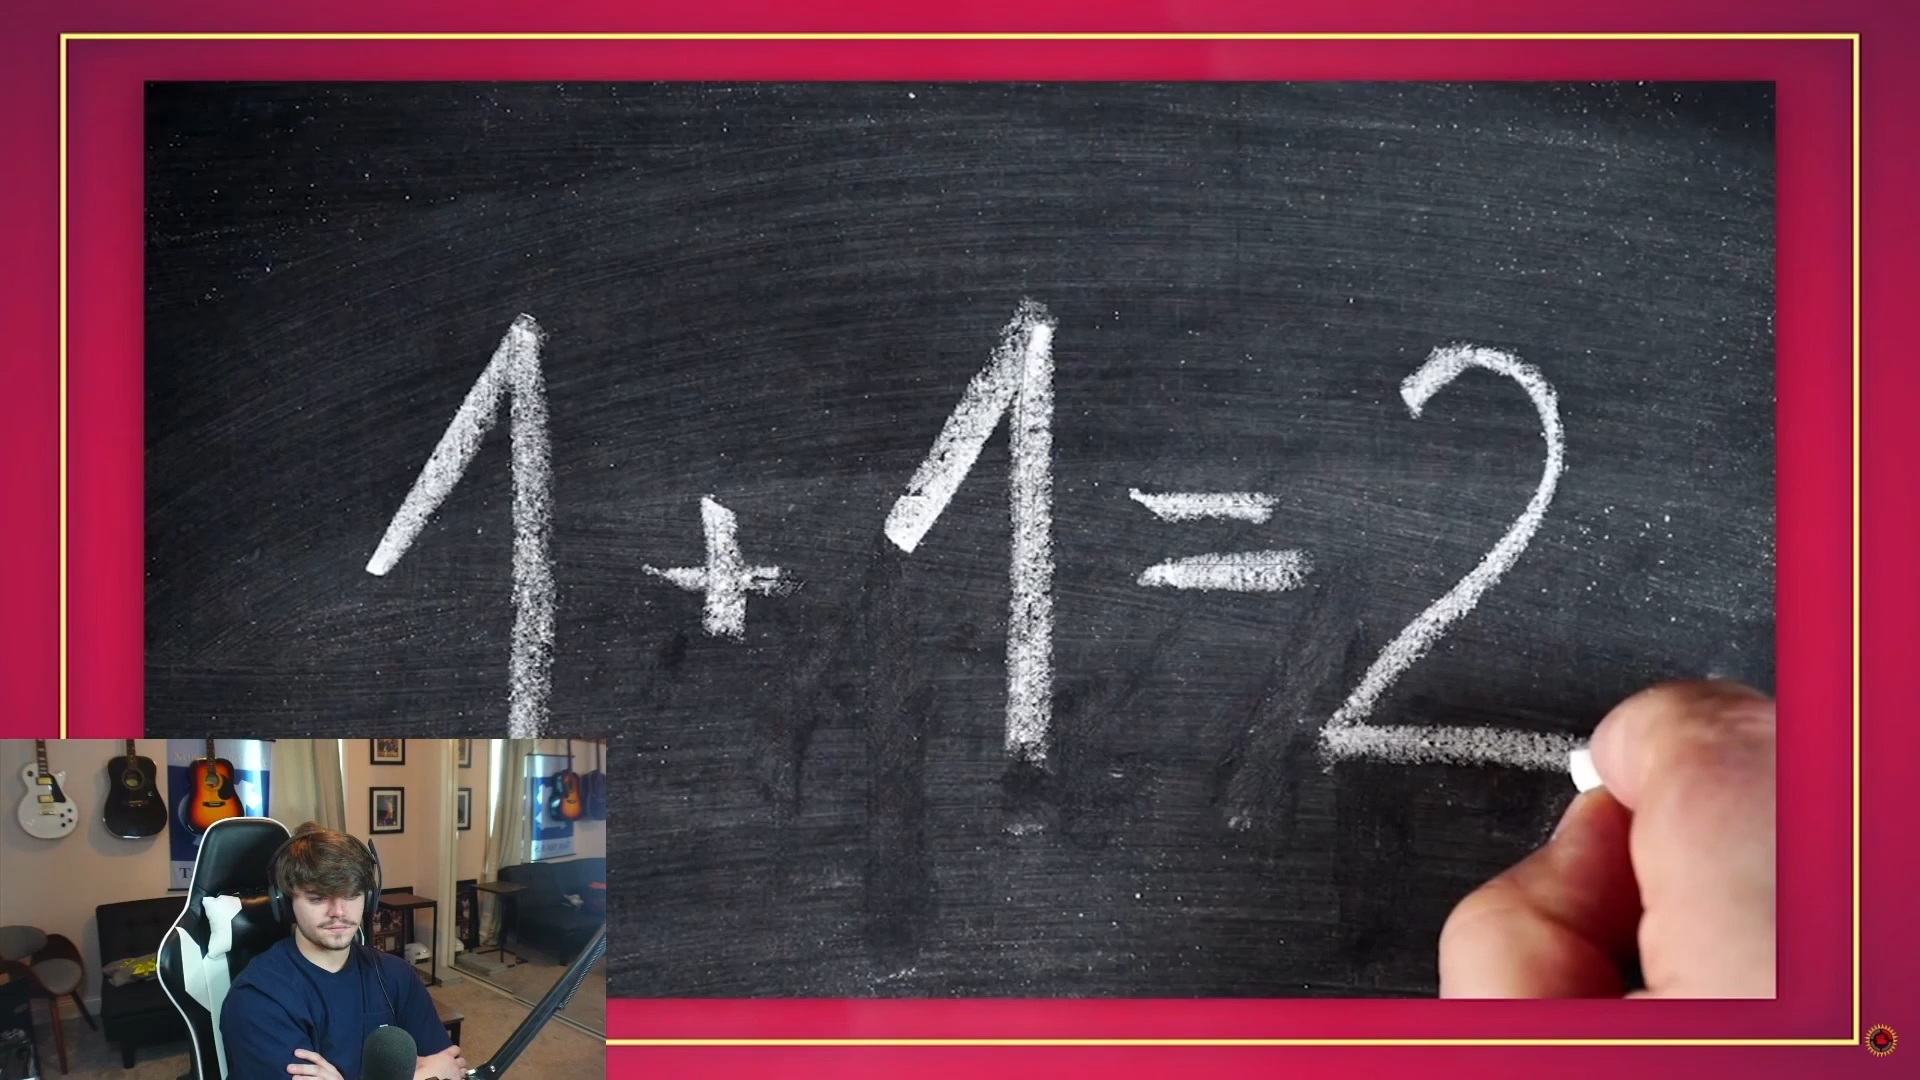 1 + 1 = 2